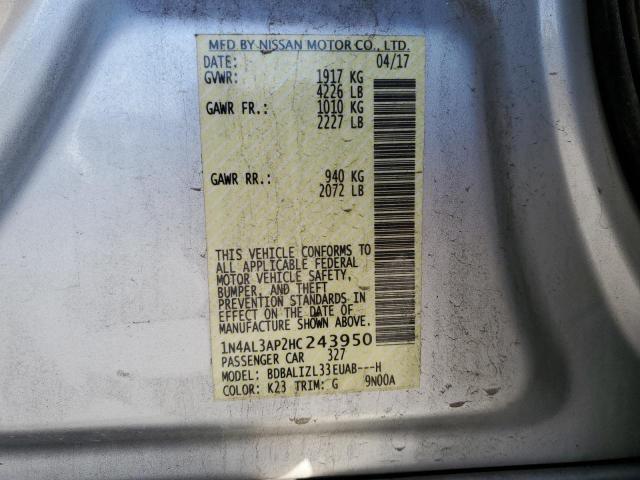 MFD BY NISSAN MOTOR CO., LTD.
DATE: 04/17
GVWR: 1917 KG
4226 LB
GAWR FR.: 1010 KG
2227 LB
GAWR RR.: 940 KG
2072 LB
THIS VEHICLE CONFORMS TO
ALL APPLICABLE FEDERAL
MOTOR VEHICLE SAFETY,
BUMPER, AND THEFT
PREVENTION STANDARDS IN
EFFECT ON THE DATE OF
MANUFACTURE SHOWN ABOVE.
1N4AL3AP2HC243950
PASSENGER CAR 327
MODEL: BDBALIZL33EUAB---H
COLOR: K23 TRIM: G 9N00A